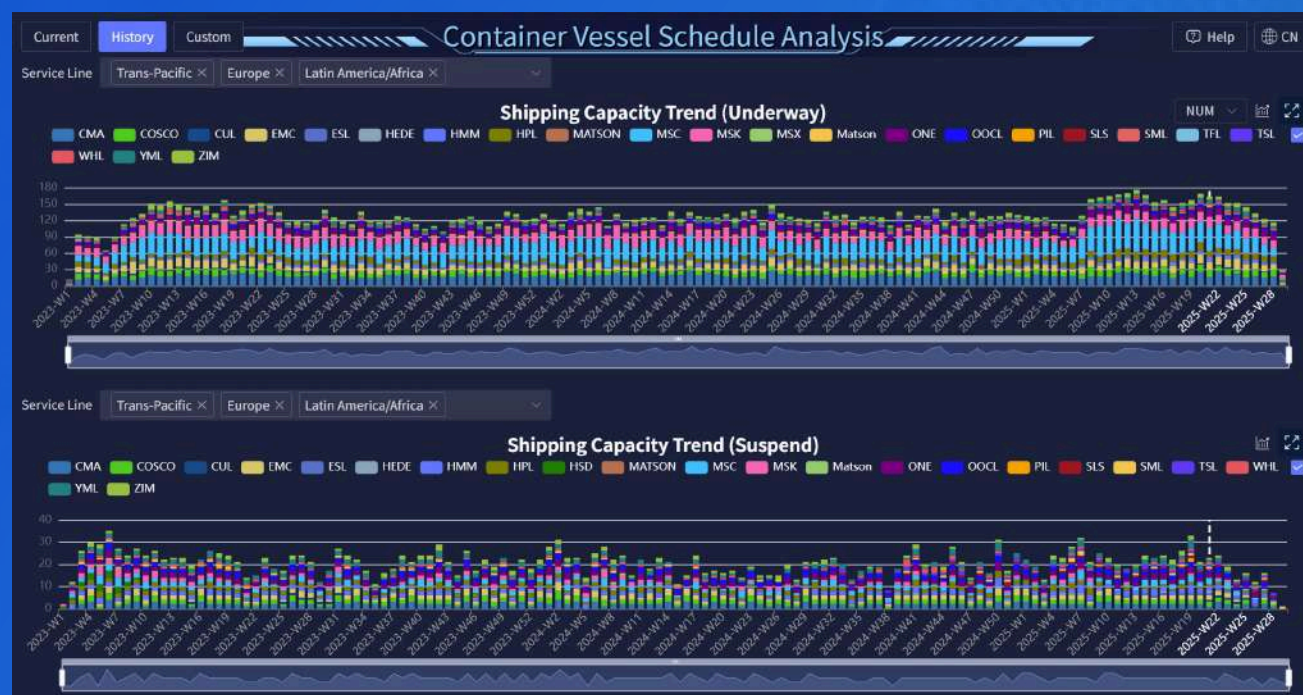 Current History Custom Container Vessel Schedule Analysis Help CN
Service Line Trans-Pacific × Europe × Latin America/Africa ×
Shipping Capacity Trend (Underway) NUM
CMA COSCO CUL EMC ESL HEDE HMM HPL MATSON MSC MSK MSX Matson ONE OOCL PIL SLS SML TFL TSL
WHL YML ZIM
180
150
120
90
60
30
0
2023-W1 2023-W4 2023-W7 2023-W10 2023-W13 2023-W16 2023-W19 2023-W22 2023-W25 2023-W28 2023-W31 2023-W34 2023-W37 2023-W40 2023-W43 2023-W46 2023-W49 2023-W52 2024-W2 2024-W5 2024-W8 2024-W11 2024-W14 2024-W17 2024-W20 2024-W23 2024-W26 2024-W29 2024-W32 2024-W35 2024-W38 2024-W41 2024-W44 2024-W47 2024-W50 2025-W1 2025-W4 2025-W7 2025-W10 2025-W13 2025-W16 2025-W19 2025-W22 2025-W25 2025-W28
Service Line Trans-Pacific × Europe × Latin America/Africa ×
Shipping Capacity Trend (Suspend)
CMA COSCO CUL EMC ESL HEDE HMM HPL HSD MATSON MSC MSK Matson ONE OOCL PIL SLS SML TSL WHL
YML ZIM
40
30
20
10
0
2023-W1 2023-W4 2023-W7 2023-W10 2023-W13 2023-W16 2023-W19 2023-W22 2023-W25 2023-W28 2023-W31 2023-W34 2023-W37 2023-W40 2023-W43 2023-W46 2023-W49 2023-W52 2024-W2 2024-W5 2024-W8 2024-W11 2024-W14 2024-W17 2024-W20 2024-W23 2024-W26 2024-W29 2024-W32 2024-W35 2024-W38 2024-W41 2024-W44 2024-W47 2024-W50 2025-W1 2025-W4 2025-W7 2025-W10 2025-W13 2025-W16 2025-W19 2025-W22 2025-W25 2025-W28